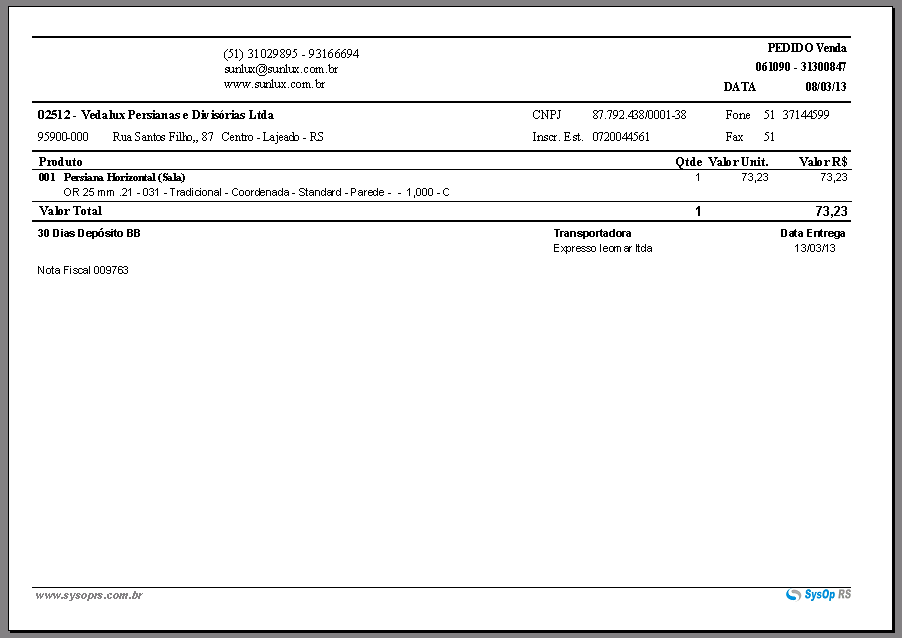 (51) 31029895 - 93166694 PEDIDO Venda
sunlux@sunlux.com.br 061090 - 31300847
www.sunlux.com.br DATA 08/03/13
02512 - Vedalux Persianas e Divisórias Ltda CNPJ 87.792.438/0001-38 Fone 51 37144599
95900-000 Rua Santos Filho,, 87 Centro - Lajeado - RS Inscr. Est. 0720044561 Fax 51
Produto Qtde Valor Unit. Valor R$
001 Persiana Horizontal (Sala) 1 73,23 73,23
OR 25 mm .21 - 031 - Tradicional - Coordenada - Standard - Parede - - 1,000 - C
Valor Total 1 73,23
30 Dias Depósito BB Transportadora Data Entrega
Expresso leomar ltda 13/03/13
Nota Fiscal 009763
www.sysoprs.com.br SysOp RS